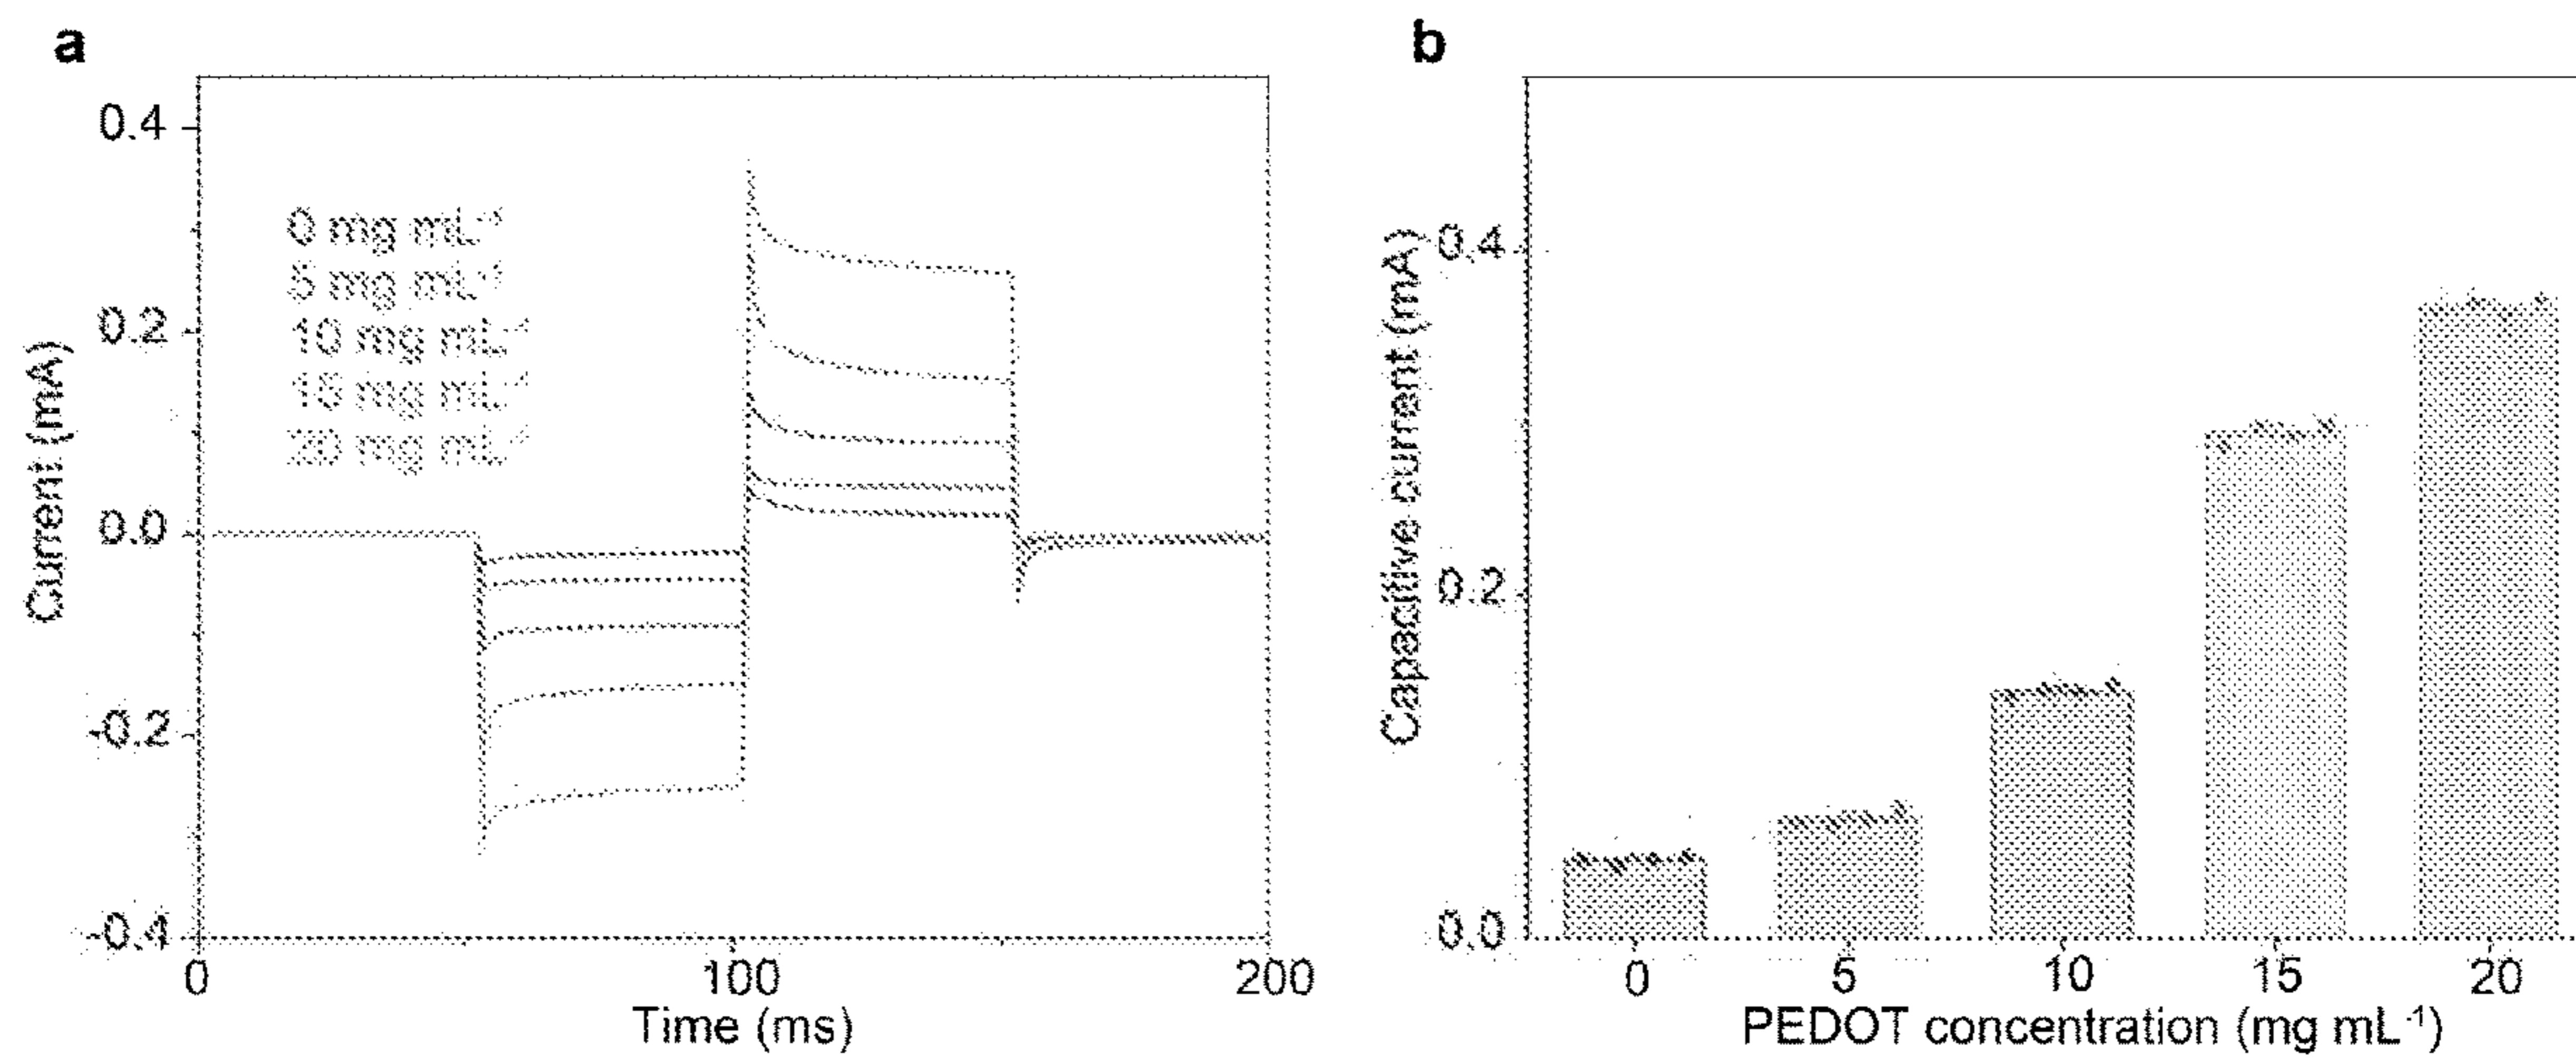 a
0.4
0.2
0.0
-0.2
-0.4
Current (mA)
0 mg mL-1
5 mg mL-1
10 mg mL-1
15 mg mL-1
20 mg mL-1
0 100 200
Time (ms)
b
0.4
0.2
0.0
Capacitive current (mA)
0 5 10 15 20
PEDOT concentration (mg mL-1)